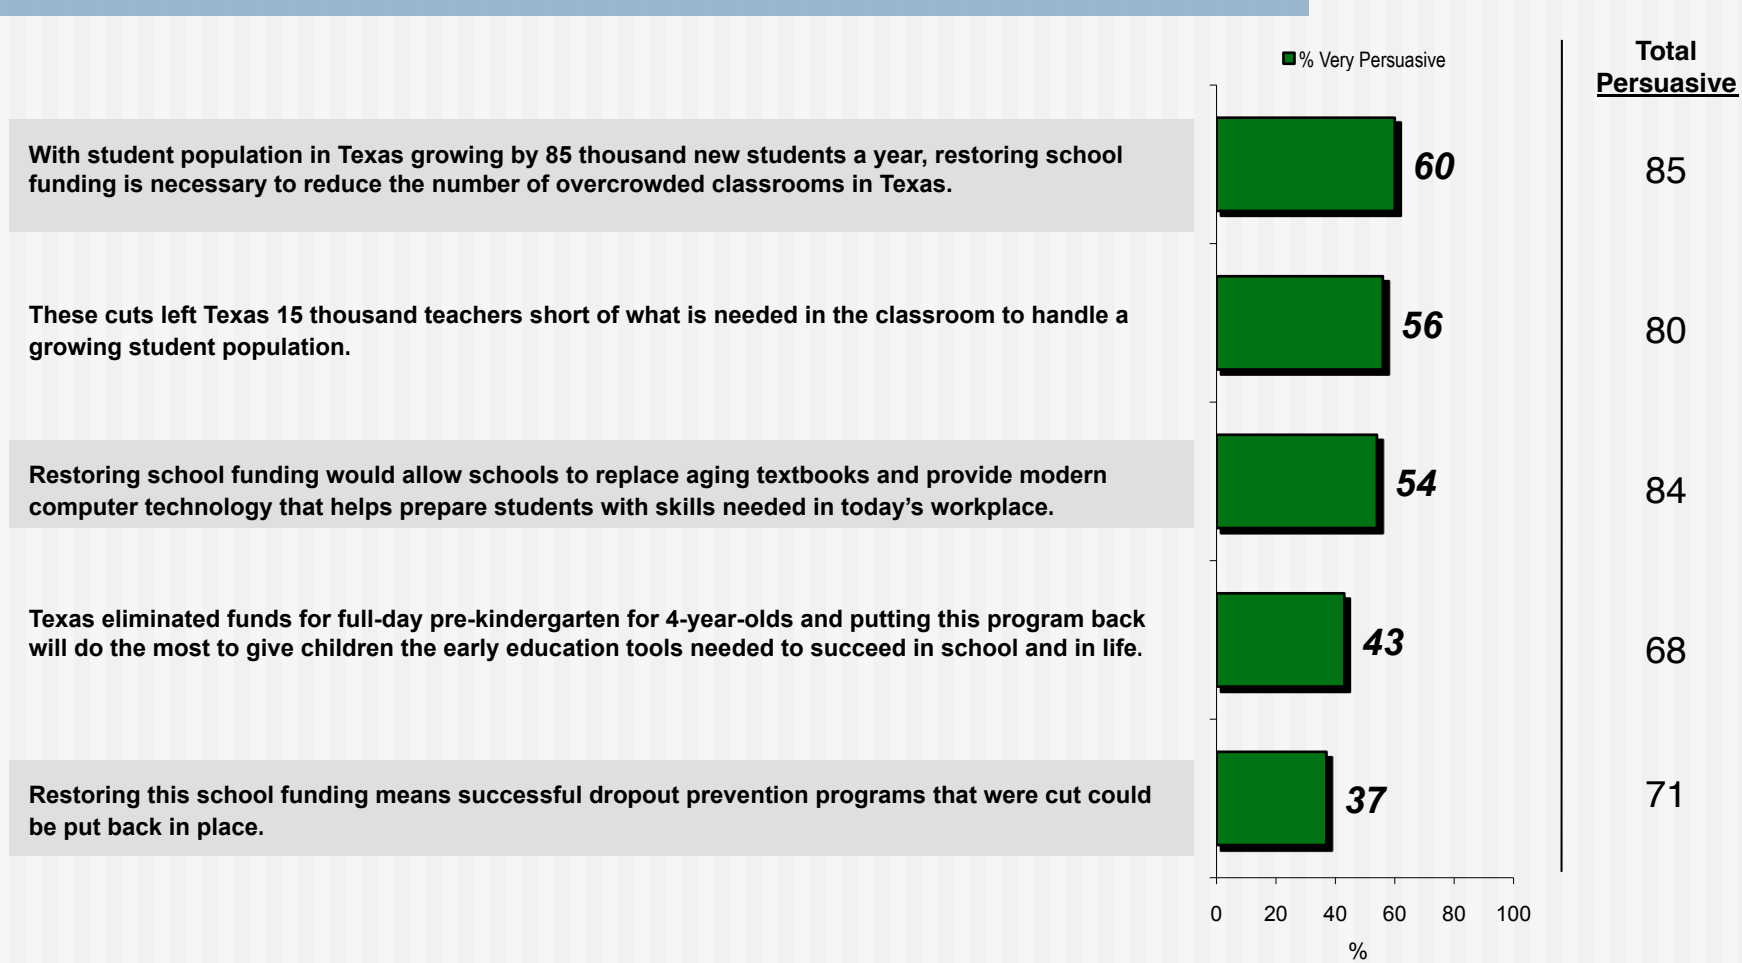 % Very Persuasive
Total
Persuasive
With student population in Texas growing by 85 thousand new students a year, restoring school
funding is necessary to reduce the number of overcrowded classrooms in Texas.
60
85
These cuts left Texas 15 thousand teachers short of what is needed in the classroom to handle a
growing student population.
56
80
Restoring school funding would allow schools to replace aging textbooks and provide modern
computer technology that helps prepare students with skills needed in today’s workplace.
54
84
Texas eliminated funds for full-day pre-kindergarten for 4-year-olds and putting this program back
will do the most to give children the early education tools needed to succeed in school and in life.
43
68
Restoring this school funding means successful dropout prevention programs that were cut could
be put back in place.
37
71
0 20 40 60 80 100
%